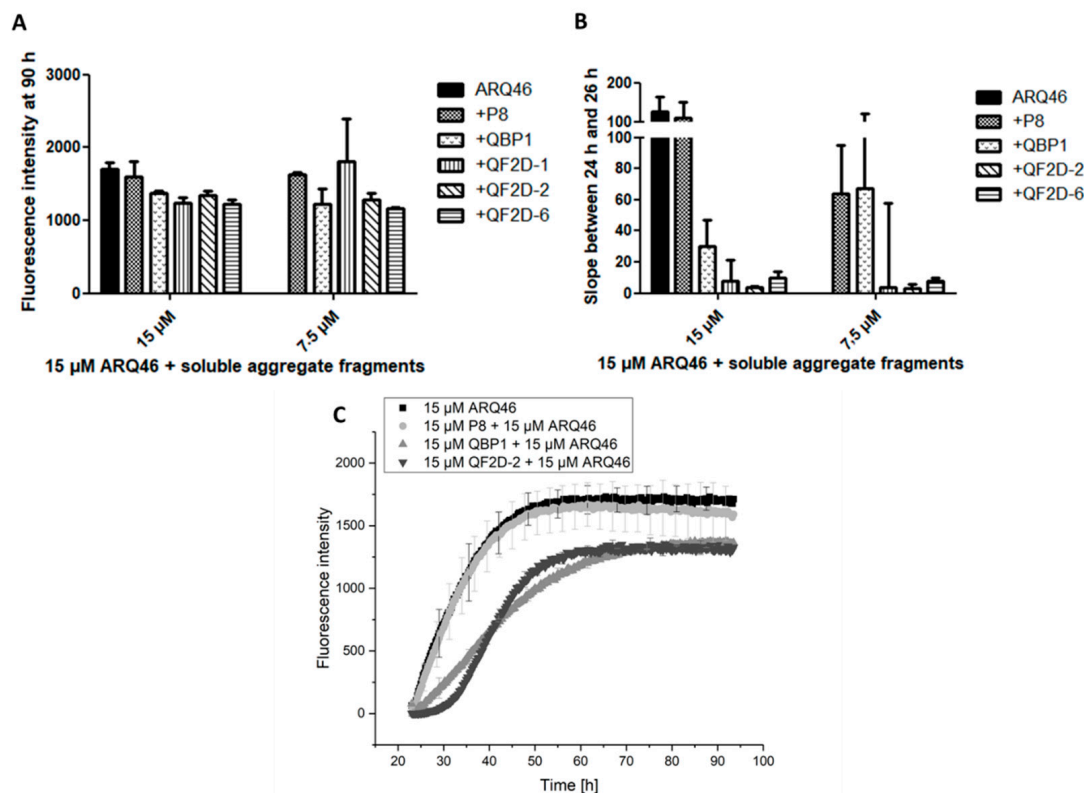 A
Fluorescence intensity at 90 h
3000
2000
1000
0
15 µM
7.5 µM
15 µM ARQ46 + soluble aggregate fragments
ARQ46
+P8
+QBP1
+QF2D-1
+QF2D-2
+QF2D-6
B
Slope between 24 h and 26 h
200
100
100
80
60
40
20
0
15 µM
7.5 µM
15 µM ARQ46 + soluble aggregate fragments
ARQ46
+P8
+QBP1
+QF2D-2
+QF2D-6
C
15 µM ARQ46
15 µM P8 + 15 µM ARQ46
15 µM QBP1 + 15 µM ARQ46
15 µM QF2D-2 + 15 µM ARQ46
Fluorescence intensity
2000
1500
1000
500
0
20 30 40 50 60 70 80 90 100
Time [h]